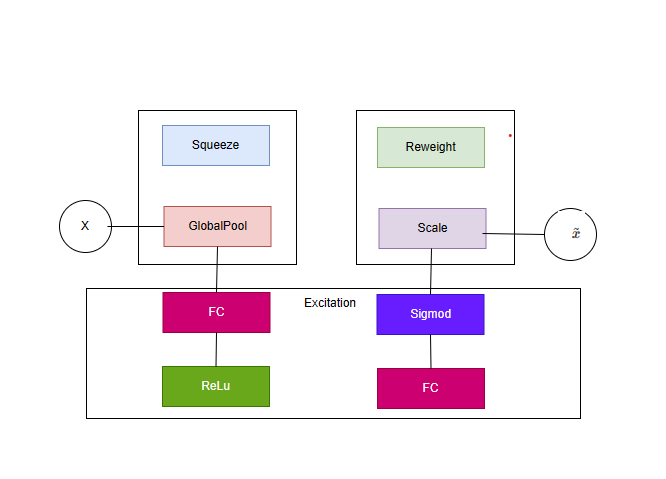 Squeeze
Reweight
X
GlobalPool
Scale
x̃
Excitation
FC
Sigmod
ReLu
FC